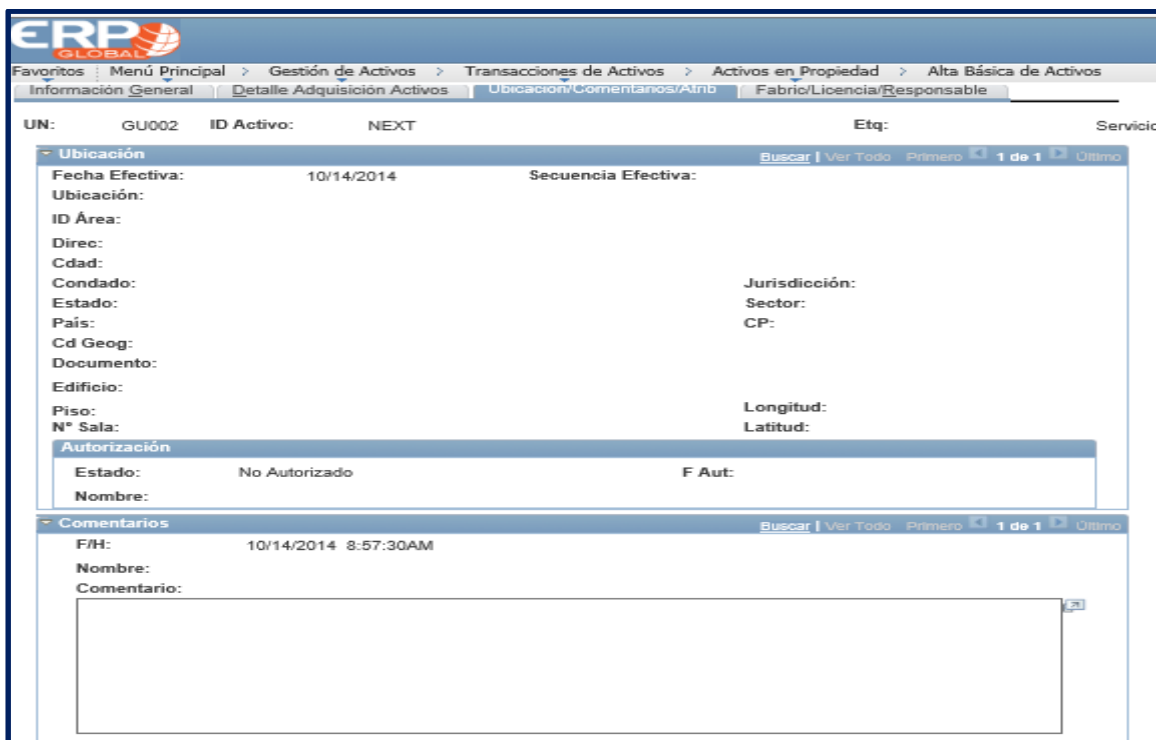 ERP
GLOBAL
Favoritos Menú Principal > Gestión de Activos > Transacciones de Activos > Activos en Propiedad > Alta Básica de Activos
Información General Detalle Adquisición Activos Ubicación/Comentarios/Atrib Fabric/Licencia/Responsable
UN: GU002 ID Activo: NEXT Etq: Servicio
Ubicación Buscar | Ver Todo Primero 1 de 1 Último
Fecha Efectiva: 10/14/2014 Secuencia Efectiva:
Ubicación:
ID Área:
Direc:
Cdad:
Condado: Jurisdicción:
Estado: Sector:
País: CP:
Cd Geog:
Documento:
Edificio:
Piso: Longitud:
Nº Sala: Latitud:
Autorización
Estado: No Autorizado F Aut:
Nombre:
Comentarios Buscar | Ver Todo Primero 1 de 1 Último
F/H: 10/14/2014 8:57:30AM
Nombre:
Comentario: